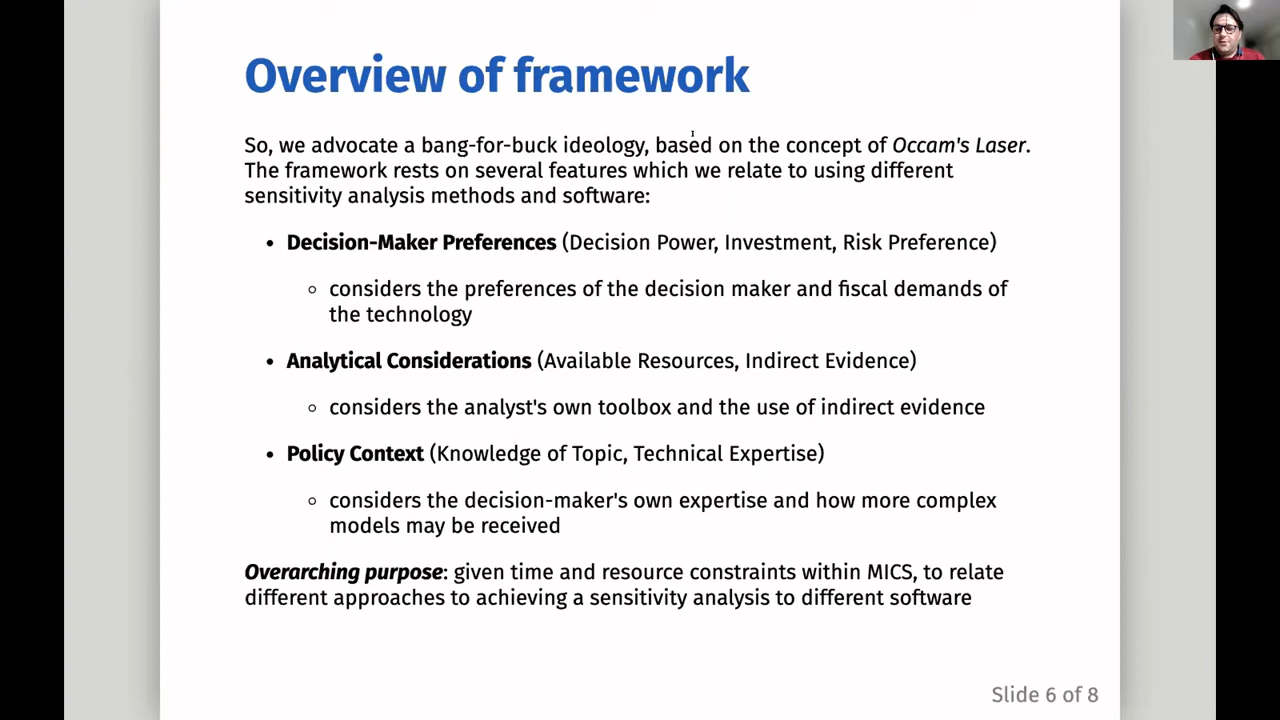 Overview of framework
So, we advocate a bang-for-buck ideology, based on the concept of Occam's Laser.
The framework rests on several features which we relate to using different
sensitivity analysis methods and software:
• Decision-Maker Preferences (Decision Power, Investment, Risk Preference)
◦ considers the preferences of the decision maker and fiscal demands of
the technology
• Analytical Considerations (Available Resources, Indirect Evidence)
◦ considers the analyst's own toolbox and the use of indirect evidence
• Policy Context (Knowledge of Topic, Technical Expertise)
◦ considers the decision-maker's own expertise and how more complex
models may be received
Overarching purpose: given time and resource constraints within MICS, to relate
different approaches to achieving a sensitivity analysis to different software
Slide 6 of 8